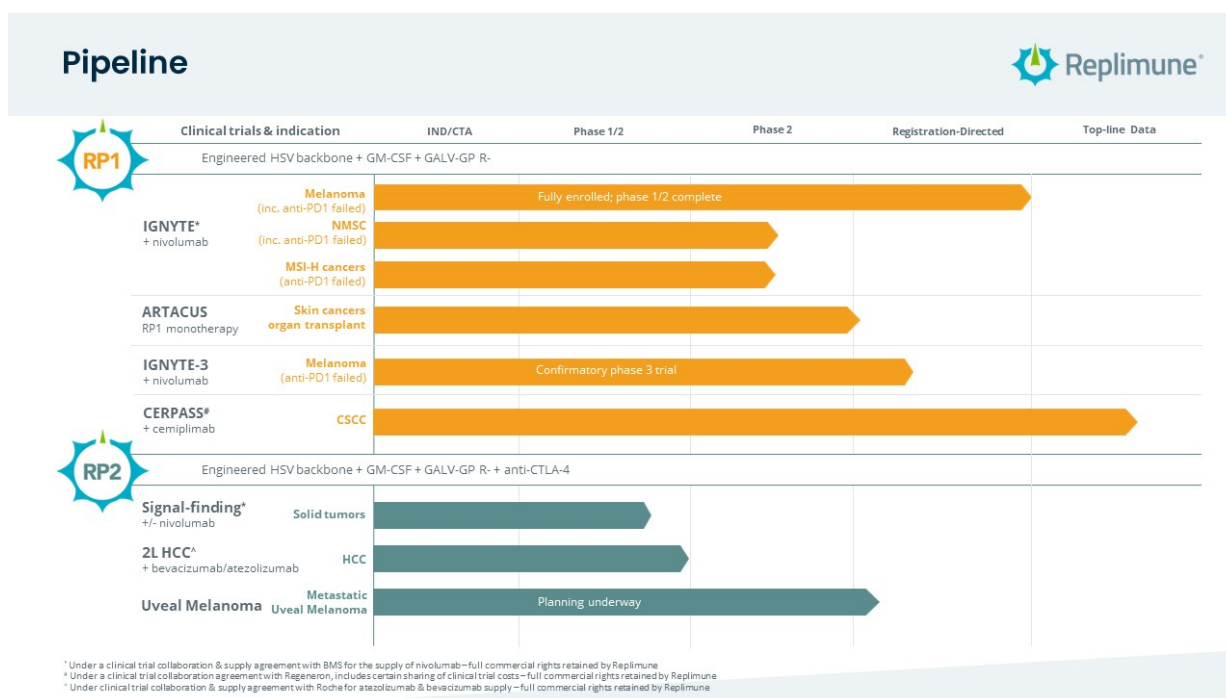 Pipeline
Replimune®
Clinical trials & indication IND/CTA Phase 1/2 Phase 2 Registration-Directed Top-line Data
RP1
Engineered HSV backbone + GM-CSF + GALV-GP R-
IGNYTE*
+ nivolumab
Melanoma
(inc. anti-PD1 failed)
Fully enrolled; phase 1/2 complete
NMSC
(inc. anti-PD1 failed)
MSI-H cancers
(anti-PD1 failed)
ARTACUS
RP1 monotherapy
Skin cancers
organ transplant
IGNYTE-3
+ nivolumab
Melanoma
(anti-PD1 failed)
Confirmatory phase 3 trial
CERPASS#
+ cemiplimab
CSCC
RP2
Engineered HSV backbone + GM-CSF + GALV-GP R- + anti-CTLA-4
Signal-finding*
+/- nivolumab
Solid tumors
2L HCC^
+ bevacizumab/atezolizumab
HCC
Uveal Melanoma
Metastatic
Uveal Melanoma
Planning underway
* Under a clinical trial collaboration & supply agreement with BMS for the supply of nivolumab – full commercial rights retained by Replimune
# Under a clinical trial collaboration agreement with Regeneron, includes certain sharing of clinical trial costs – full commercial rights retained by Replimune
^ Under clinical trial collaboration & supply agreement with Roche for atezolizumab & bevacizumab supply – full commercial rights retained by Replimune